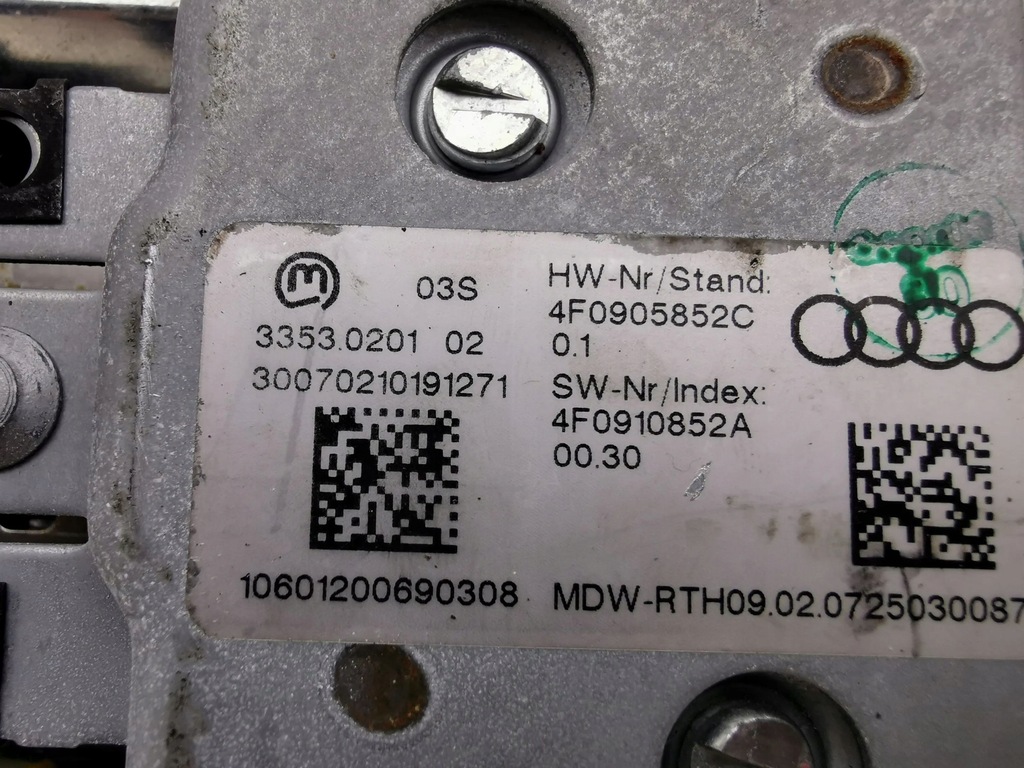 m
03S
3353.0201 02
30070210191271
HW-Nr/Stand:
4F0905852C
0.1
SW-Nr/Index:
4F0910852A
00.30
10601200690308
MDW-RTH09.02.0725030087